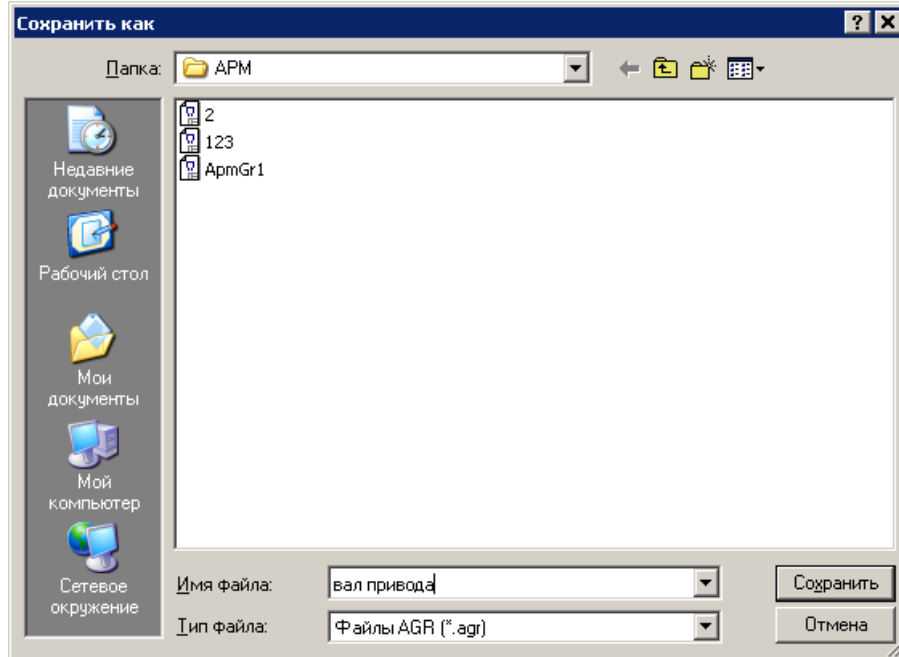 Сохранить как
Папка: APM
2
123
ApmGr1
Недавние
документы
Рабочий стол
Мои
документы
Мой
компьютер
Сетевое
окружение
Имя файла: вал привода Сохранить
Тип файла: Файлы AGR (*.agr) Отмена